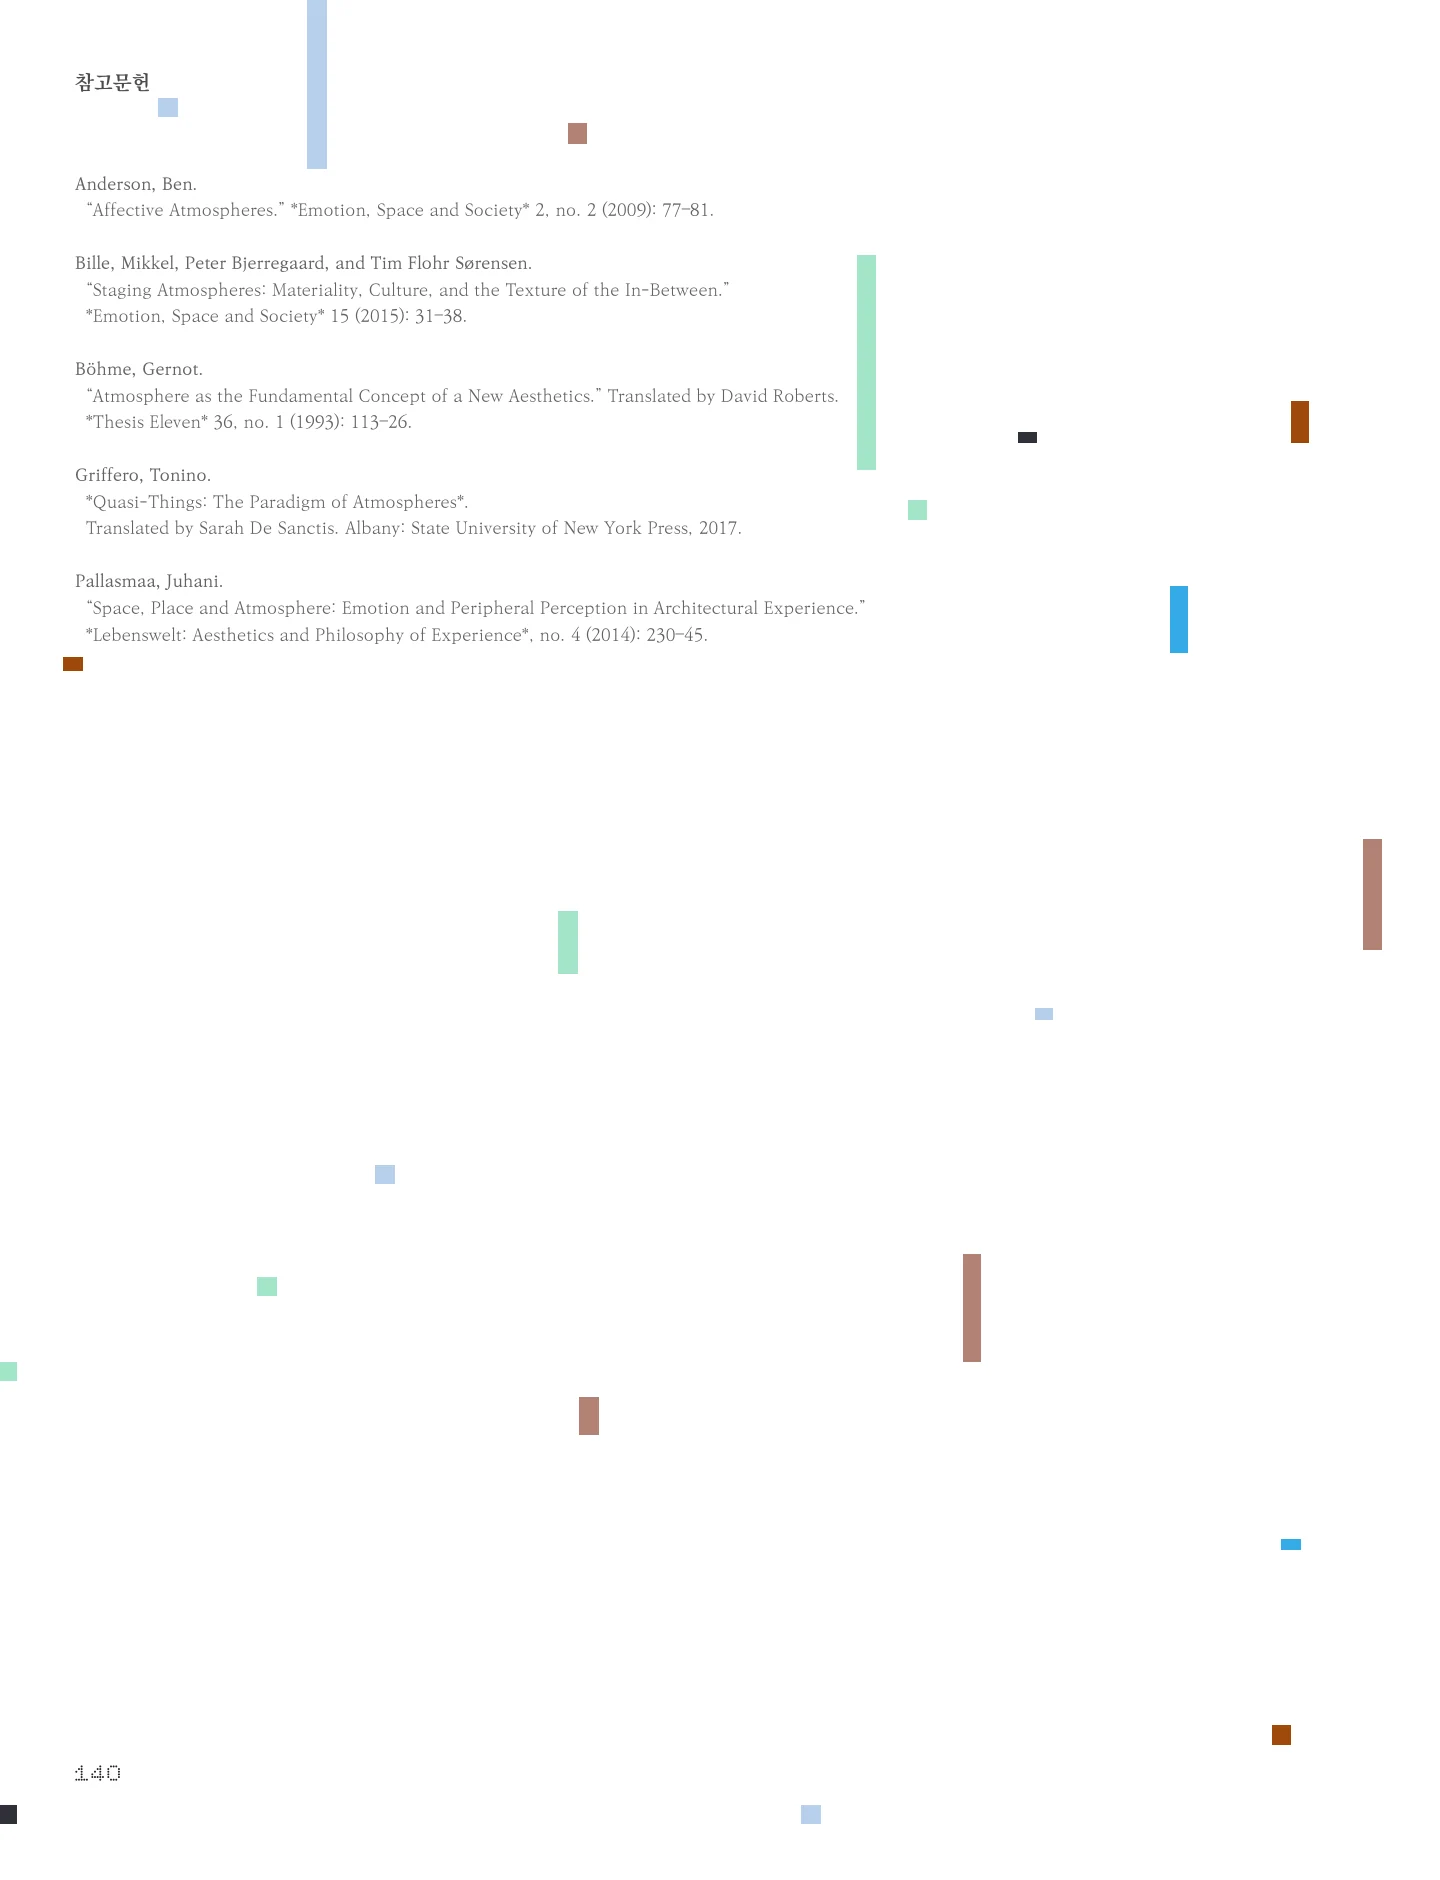 참고문헌
Anderson, Ben.
“Affective Atmospheres.” *Emotion, Space and Society* 2, no. 2 (2009): 77–81.
Bille, Mikkel, Peter Bjerregaard, and Tim Flohr Sørensen.
“Staging Atmospheres: Materiality, Culture, and the Texture of the In-Between.”
*Emotion, Space and Society* 15 (2015): 31–38.
Böhme, Gernot.
“Atmosphere as the Fundamental Concept of a New Aesthetics.” Translated by David Roberts.
*Thesis Eleven* 36, no. 1 (1993): 113–26.
Griffero, Tonino.
*Quasi-Things: The Paradigm of Atmospheres*.
Translated by Sarah De Sanctis. Albany: State University of New York Press, 2017.
Pallasmaa, Juhani.
“Space, Place and Atmosphere: Emotion and Peripheral Perception in Architectural Experience.”
*Lebenswelt: Aesthetics and Philosophy of Experience*, no. 4 (2014): 230–45.
140